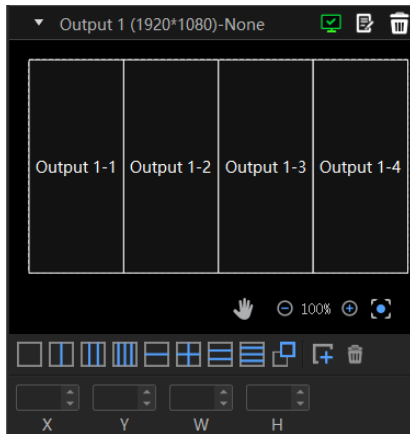 Output 1 (1920*1080)-None
Output 1-1 Output 1-2 Output 1-3 Output 1-4
100%
X Y W H